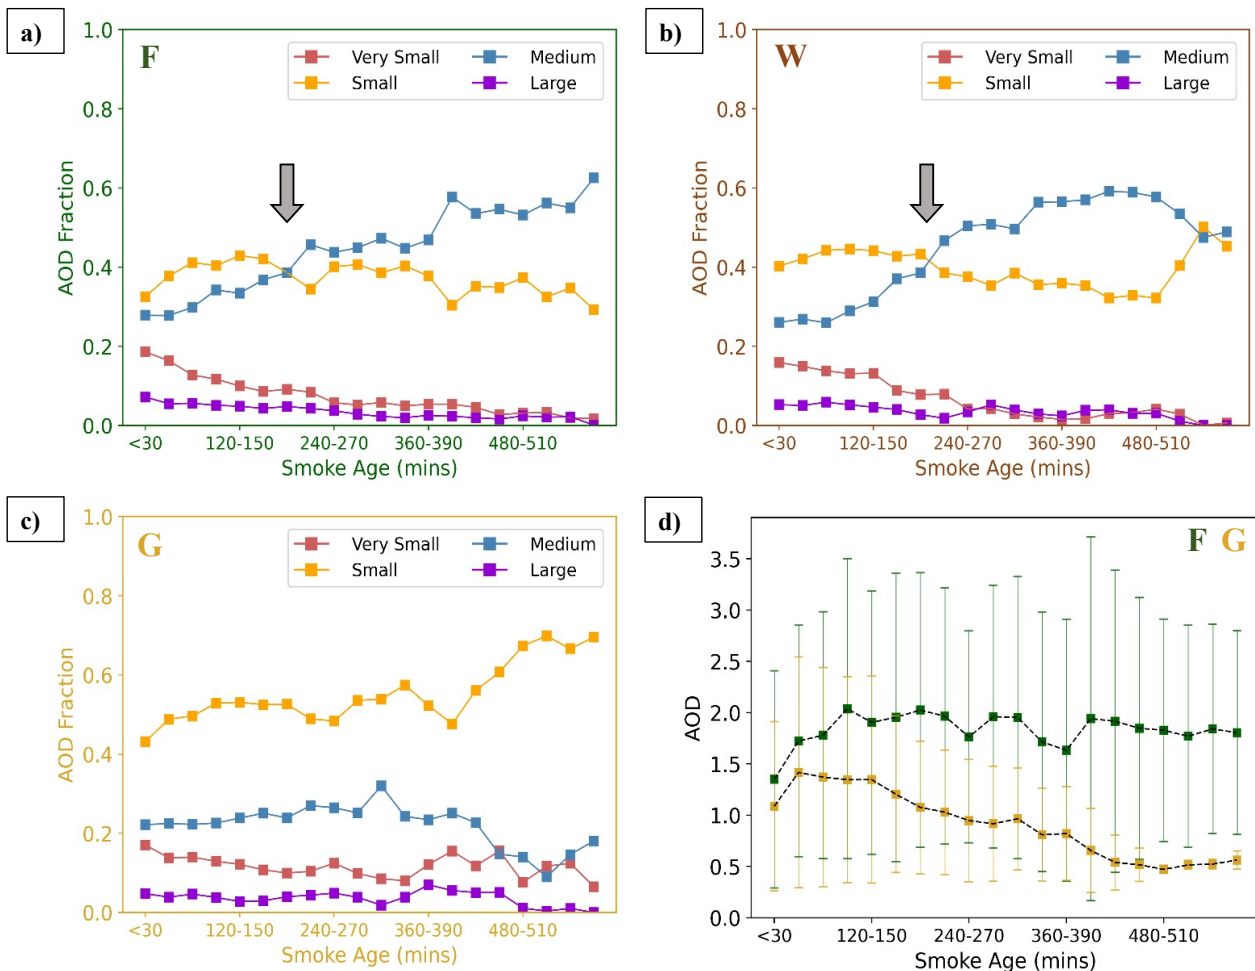 a)
F
Very Small
Medium
Small
Large
1.0
0.8
0.6
0.4
0.2
0.0
AOD Fraction
<30
120-150
240-270
360-390
480-510
Smoke Age (mins)
b)
W
Very Small
Medium
Small
Large
1.0
0.8
0.6
0.4
0.2
0.0
AOD Fraction
<30
120-150
240-270
360-390
480-510
Smoke Age (mins)
c)
G
Very Small
Medium
Small
Large
1.0
0.8
0.6
0.4
0.2
0.0
AOD Fraction
<30
120-150
240-270
360-390
480-510
Smoke Age (mins)
d)
F G
3.5
3.0
2.5
2.0
1.5
1.0
0.5
0.0
AOD
<30
120-150
240-270
360-390
480-510
Smoke Age (mins)